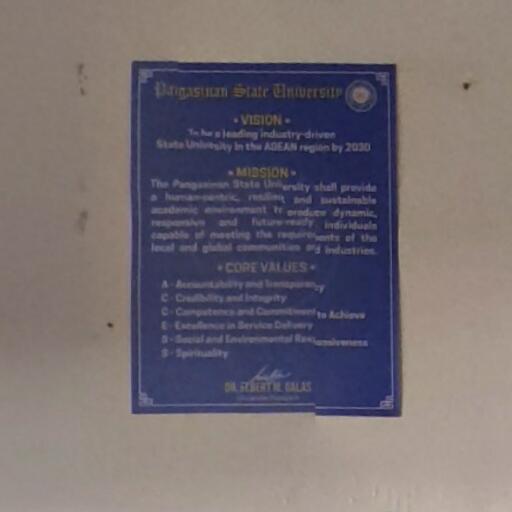 Pangasinan State University
• VISION •
To be a leading industry-driven
State University in the ASEAN region by 2030
• MISSION •
The Pangasinan State University shall provide
a human-centric, resilient, and sustainable
academic environment to produce dynamic,
responsive and future-ready individuals
capable of meeting the requirements of the
local and global communities and industries.
• CORE VALUES •
A - Accountability and Transparency
C - Credibility and Integrity
C - Competence and Commitment to Achieve
E - Excellence in Service Delivery
S - Social and Environmental Responsiveness
S - Spirituality
DR. ELBERT M. GALAS